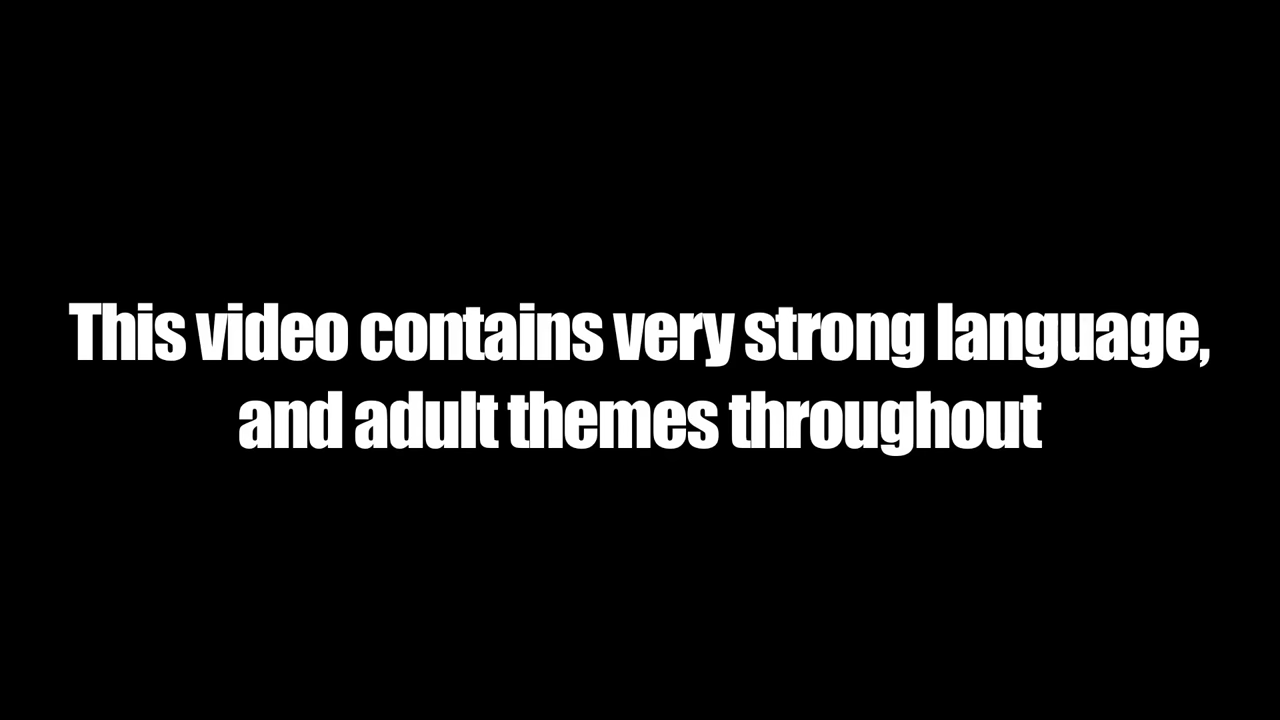 This video contains very strong language,
and adult themes throughout